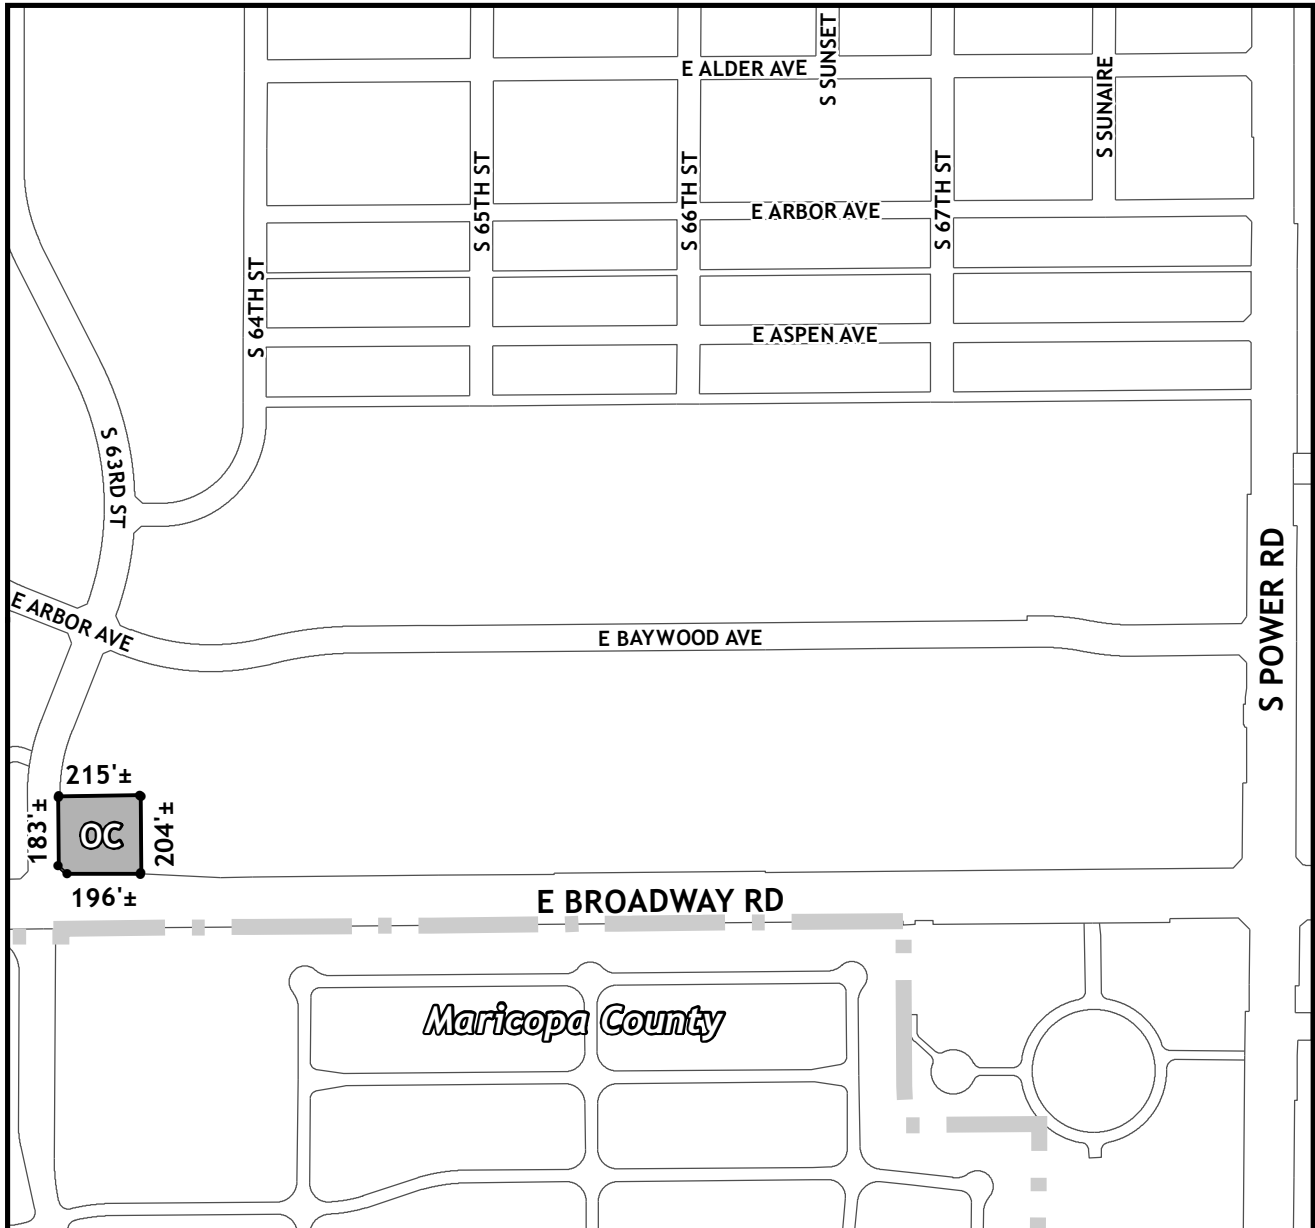 S SUNSET
E ALDER AVE
S SUNAIRE
S 65TH ST
S 66TH ST
S 67TH ST
E ARBOR AVE
S 64TH ST
E ASPEN AVE
S 63RD ST
S POWER RD
E ARBOR AVE
E BAYWOOD AVE
215'±
183'±
OC
204'±
196'±
E BROADWAY RD
Maricopa County